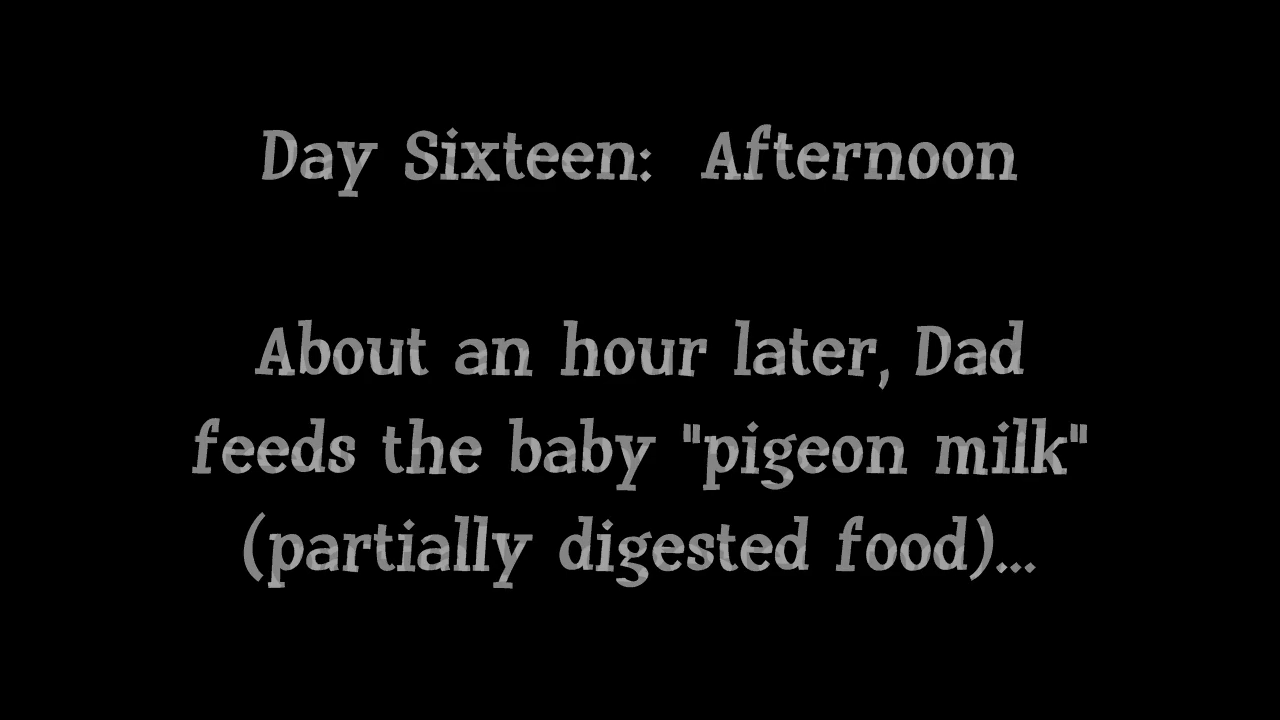 Day Sixteen:  Afternoon
About an hour later, Dad
feeds the baby "pigeon milk"
(partially digested food)...